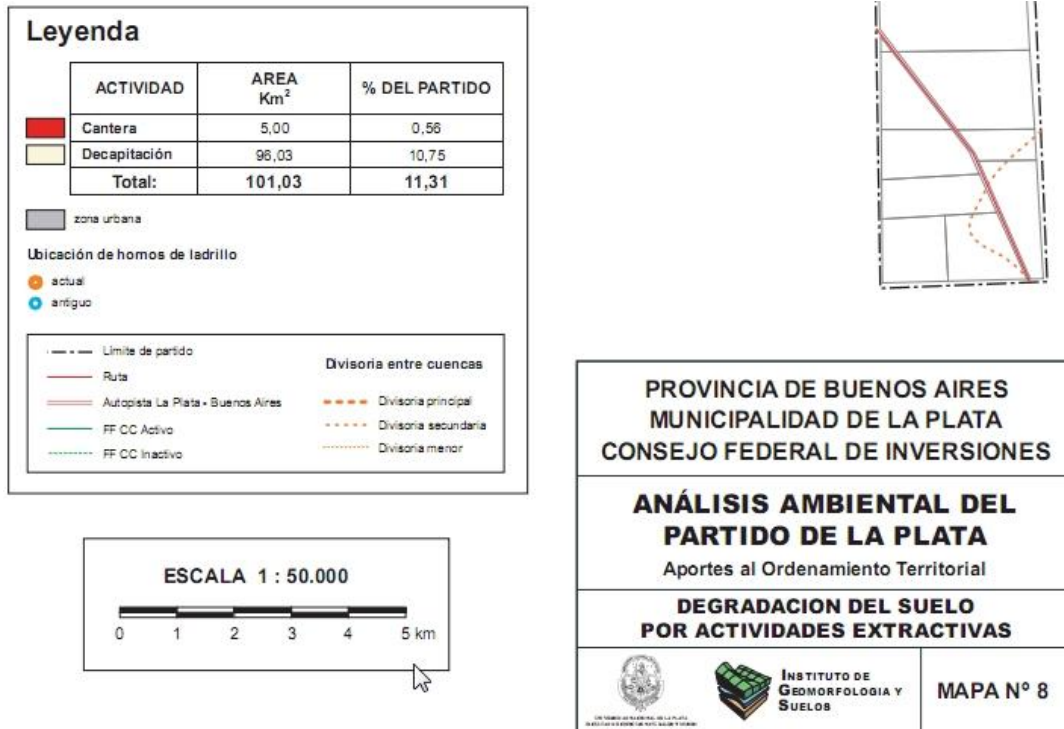 Leyenda
ACTIVIDAD AREA Km² % DEL PARTIDO
Cantera 5,00 0,56
Decapitación 96,03 10,75
Total: 101,03 11,31
zona urbana
Ubicación de hornos de ladrillo
actual
antiguo
Límite de partido
Ruta
Autopista La Plata - Buenos Aires
FF CC Activo
FF CC Inactivo
Divisoria entre cuencas
Divisoria principal
Divisoria secundaria
Divisoria menor
ESCALA 1 : 50.000
0 1 2 3 4 5 km
PROVINCIA DE BUENOS AIRES
MUNICIPALIDAD DE LA PLATA
CONSEJO FEDERAL DE INVERSIONES
ANÁLISIS AMBIENTAL DEL
PARTIDO DE LA PLATA
Aportes al Ordenamiento Territorial
DEGRADACION DEL SUELO
POR ACTIVIDADES EXTRACTIVAS
INSTITUTO DE
GEOMORFOLOGIA Y
SUELOS
MAPA Nº 8